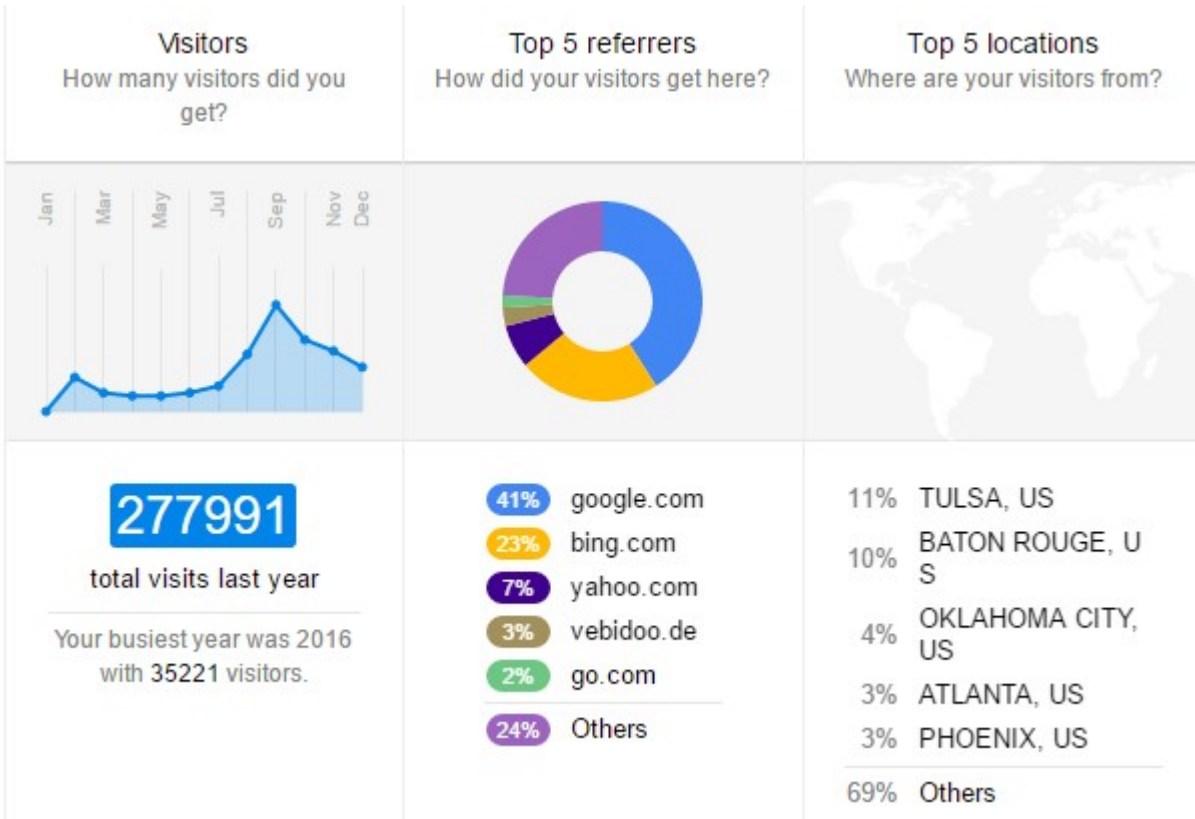 Visitors
How many visitors did you
get?
Top 5 referrers
How did your visitors get here?
Top 5 locations
Where are your visitors from?
Jan
Mar
May
Jul
Sep
Nov
Dec
277991
total visits last year
Your busiest year was 2016
with 35221 visitors.
41% google.com
23% bing.com
7% yahoo.com
3% vebidoo.de
2% go.com
24% Others
11% TULSA, US
10% BATON ROUGE, U
S
4% OKLAHOMA CITY,
US
3% ATLANTA, US
3% PHOENIX, US
69% Others